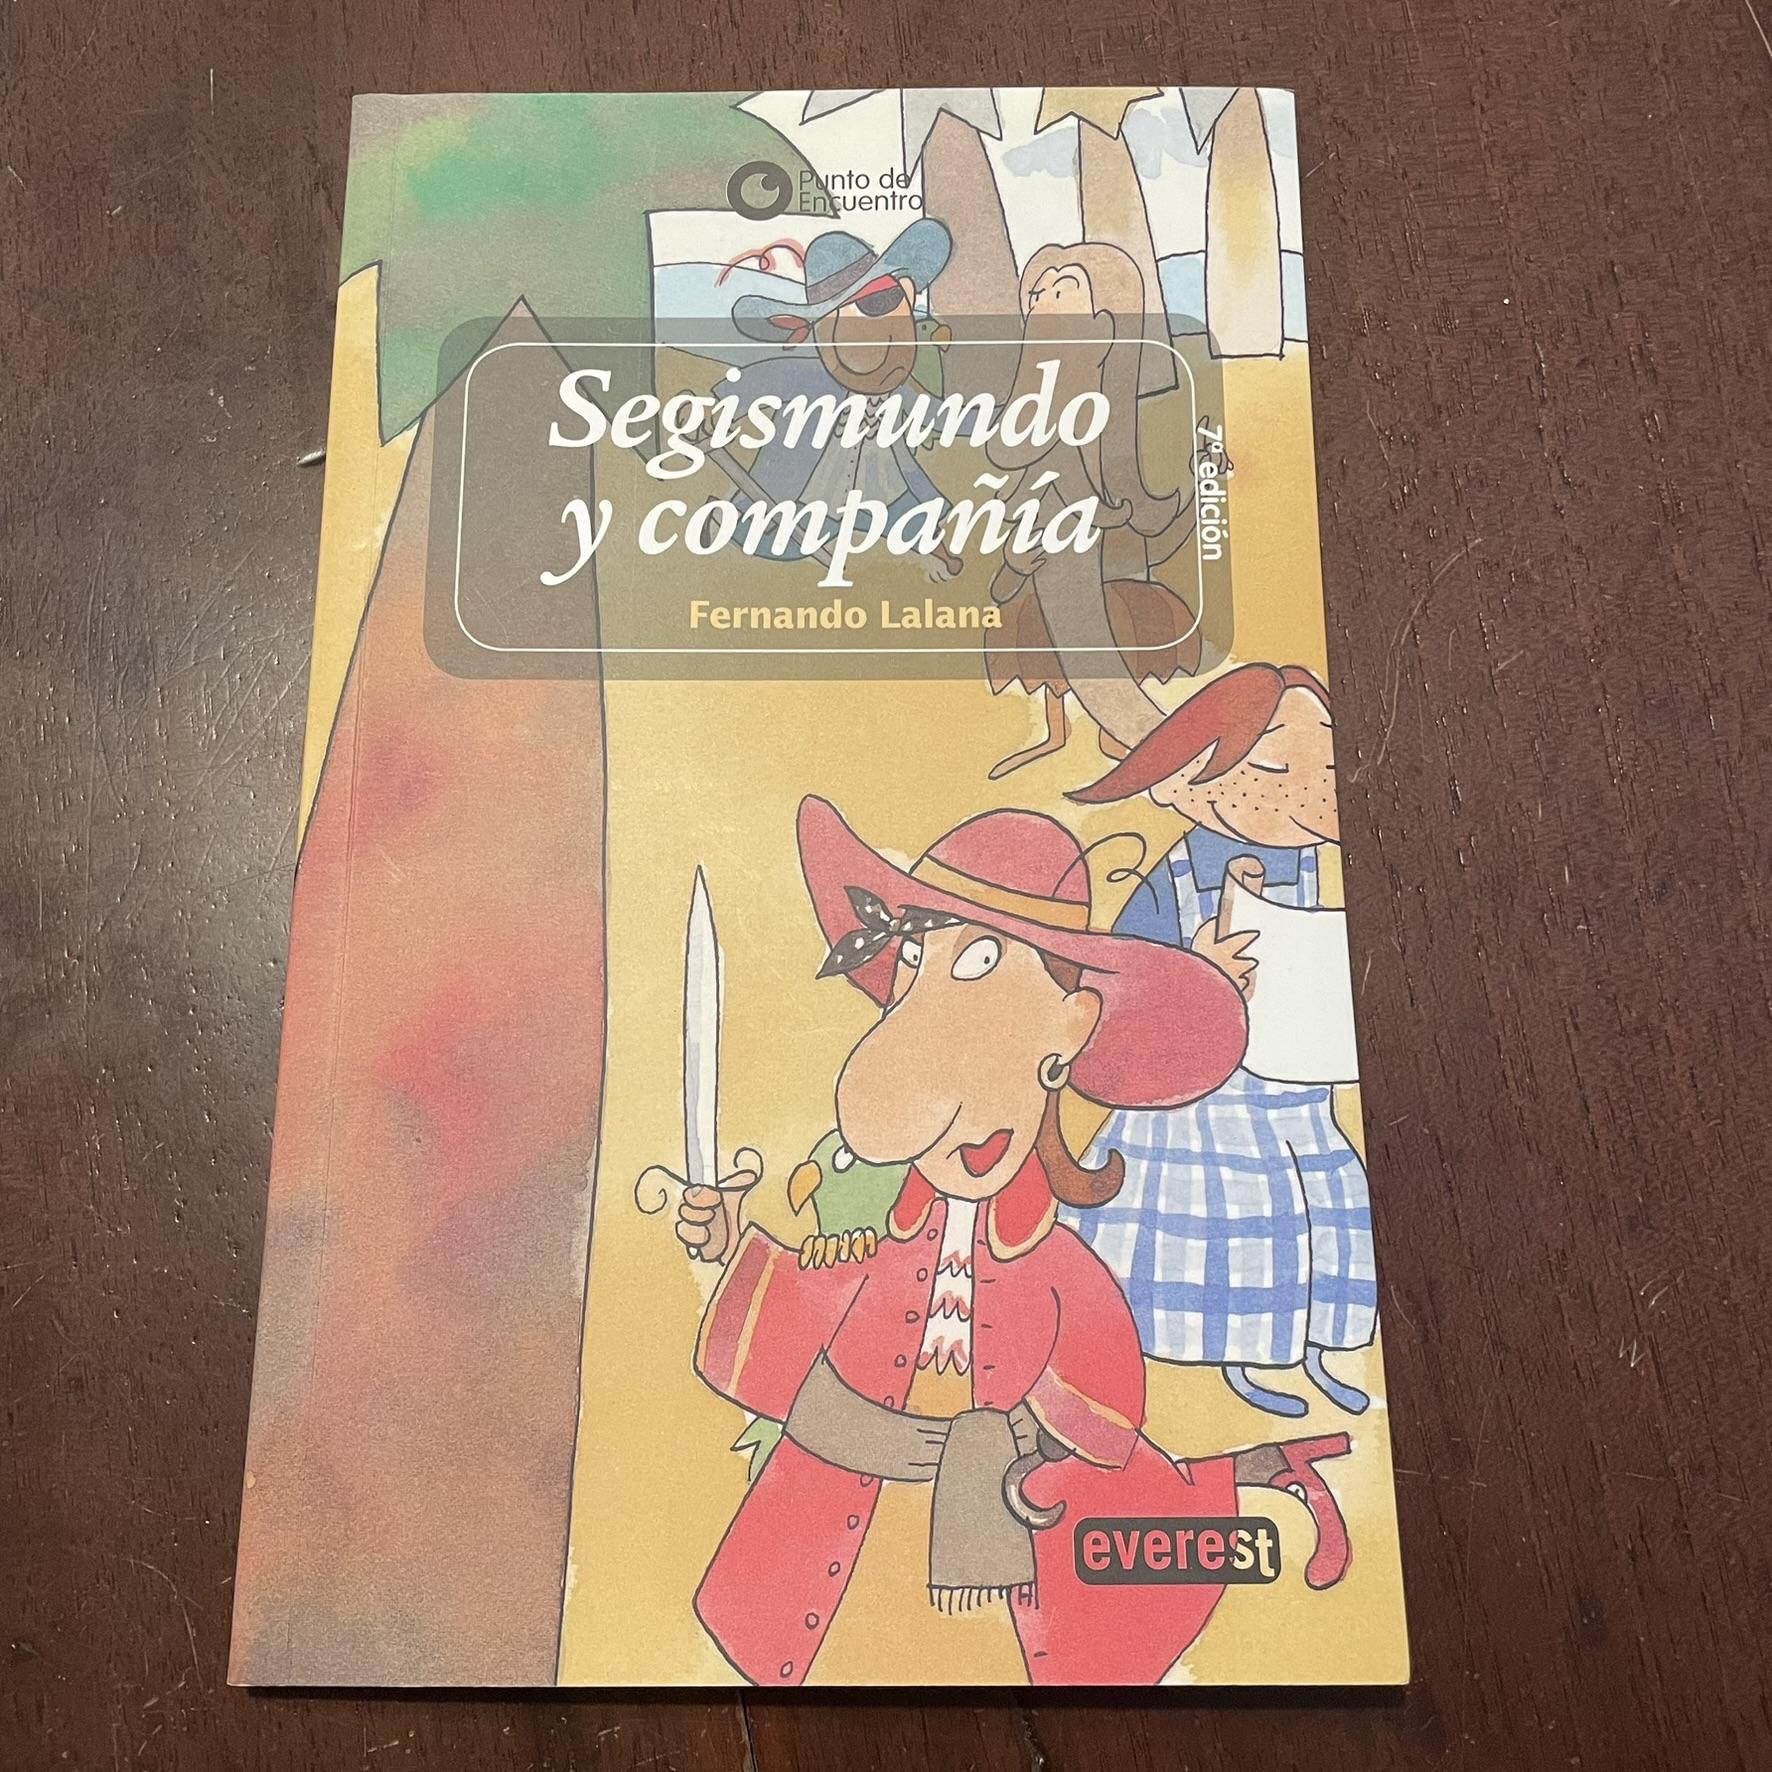 Punto de
Encuentro
Segismundo
y compañía
Fernando Lalana
7ª edición
everest